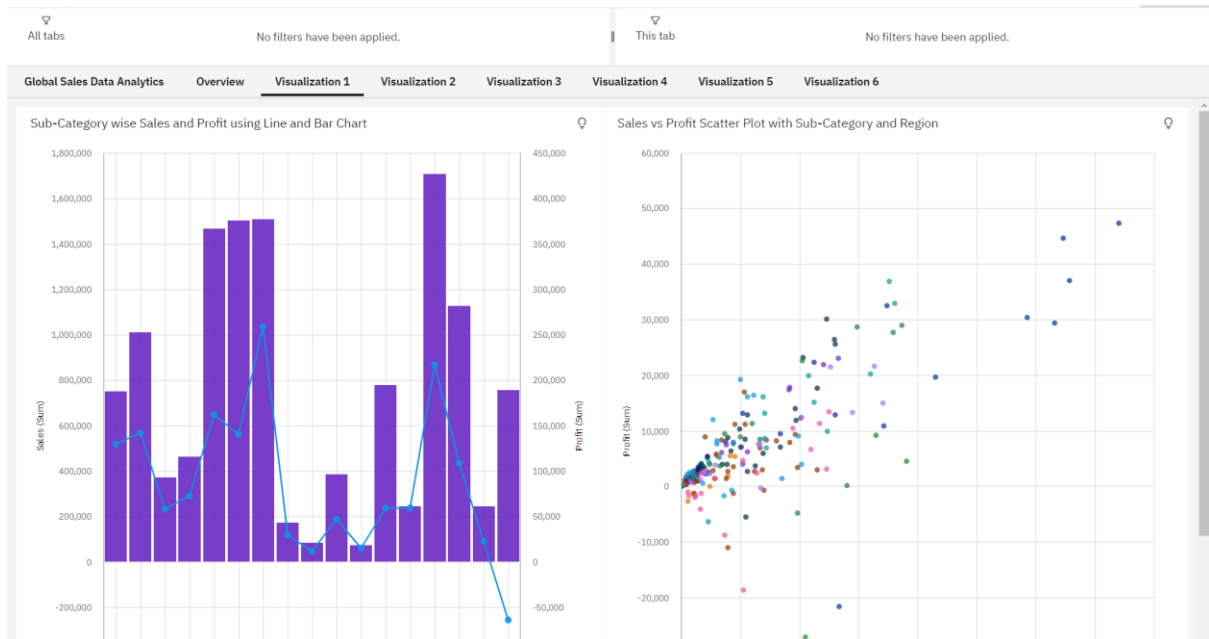 All tabs
No filters have been applied.
This tab
No filters have been applied.
Global Sales Data Analytics
Overview
Visualization 1
Visualization 2
Visualization 3
Visualization 4
Visualization 5
Visualization 6
Sub-Category wise Sales and Profit using Line and Bar Chart
1,800,000
1,600,000
1,400,000
1,200,000
1,000,000
800,000
600,000
400,000
200,000
0
-200,000
Sales (Sum)
450,000
400,000
350,000
300,000
250,000
200,000
150,000
100,000
50,000
0
-50,000
Profit (Sum)
Sales vs Profit Scatter Plot with Sub-Category and Region
60,000
50,000
40,000
30,000
20,000
10,000
0
-10,000
-20,000
Profit (Sum)